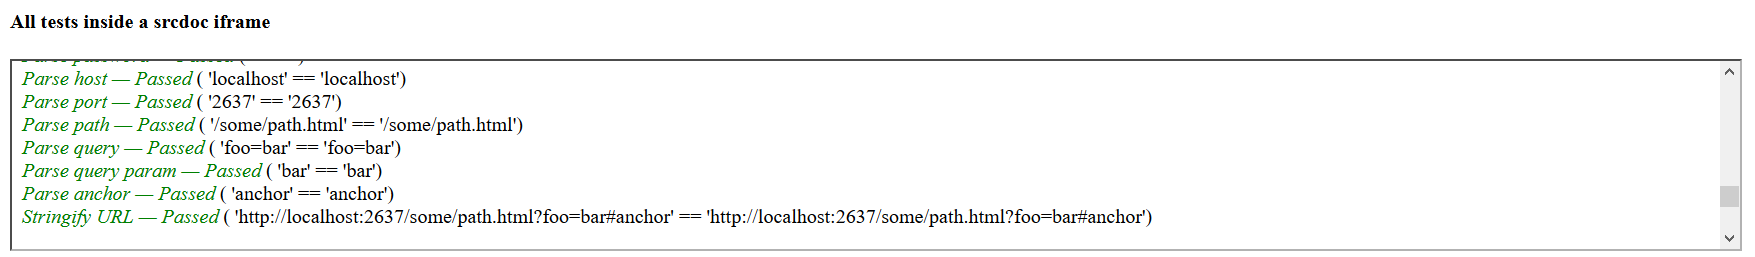 All tests inside a srcdoc iframe
Parse host — Passed ( 'localhost' == 'localhost')
Parse port — Passed ( '2637' == '2637')
Parse path — Passed ( '/some/path.html' == '/some/path.html')
Parse query — Passed ( 'foo=bar' == 'foo=bar')
Parse query param — Passed ( 'bar' == 'bar')
Parse anchor — Passed ( 'anchor' == 'anchor')
Stringify URL — Passed ( 'http://localhost:2637/some/path.html?foo=bar#anchor' == 'http://localhost:2637/some/path.html?foo=bar#anchor')